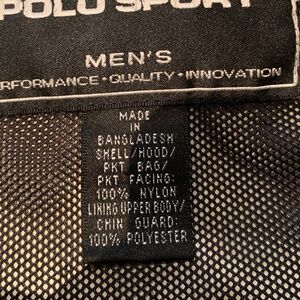 POLO SPORT
MEN'S
RFORMANCE • QUALITY • INNOVATION
MADE
IN
BANGLADESH
SHELL/HOOD/
PKT BAG/
PKT FACING:
100% NYLON
LINING UPPER BODY/
CHIN GUARD:
100% POLYESTER